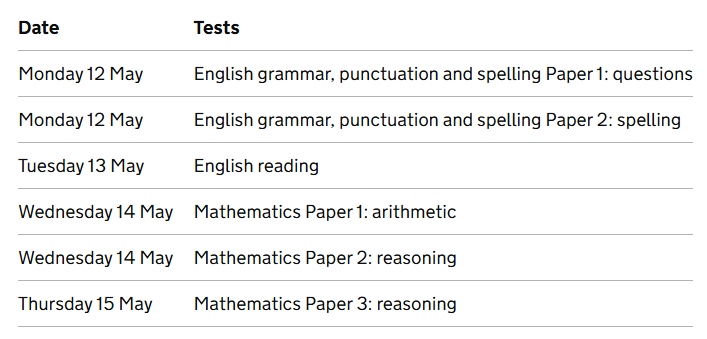 Date Tests
Monday 12 May English grammar, punctuation and spelling Paper 1: questions
Monday 12 May English grammar, punctuation and spelling Paper 2: spelling
Tuesday 13 May English reading
Wednesday 14 May Mathematics Paper 1: arithmetic
Wednesday 14 May Mathematics Paper 2: reasoning
Thursday 15 May Mathematics Paper 3: reasoning